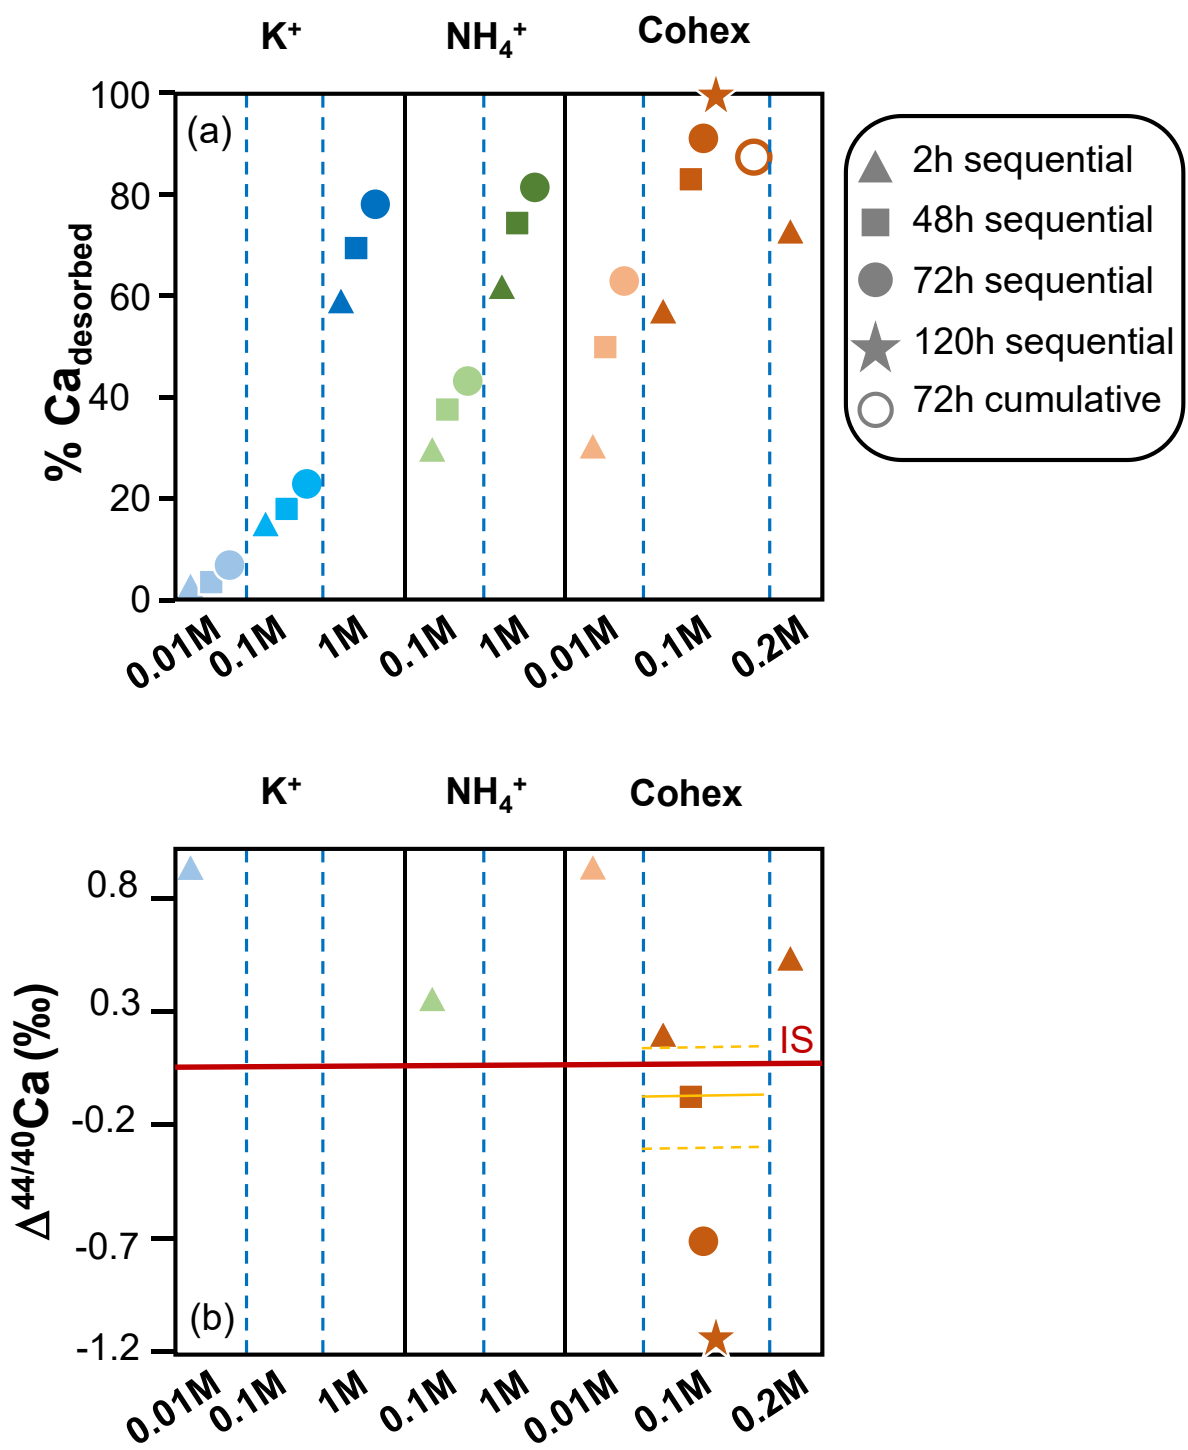 K⁺ NH₄⁺ Cohex
(a)
100
80
60
40
20
0
% Ca desorbed
0.01M 0.1M 1M 0.1M 1M 0.01M 0.1M 0.2M
2h sequential
48h sequential
72h sequential
120h sequential
72h cumulative
K⁺ NH₄⁺ Cohex
0.8
0.3
-0.2
-0.7
-1.2
Δ⁴⁴/⁴⁰Ca (‰)
IS
(b)
0.01M 0.1M 1M 0.1M 1M 0.01M 0.1M 0.2M